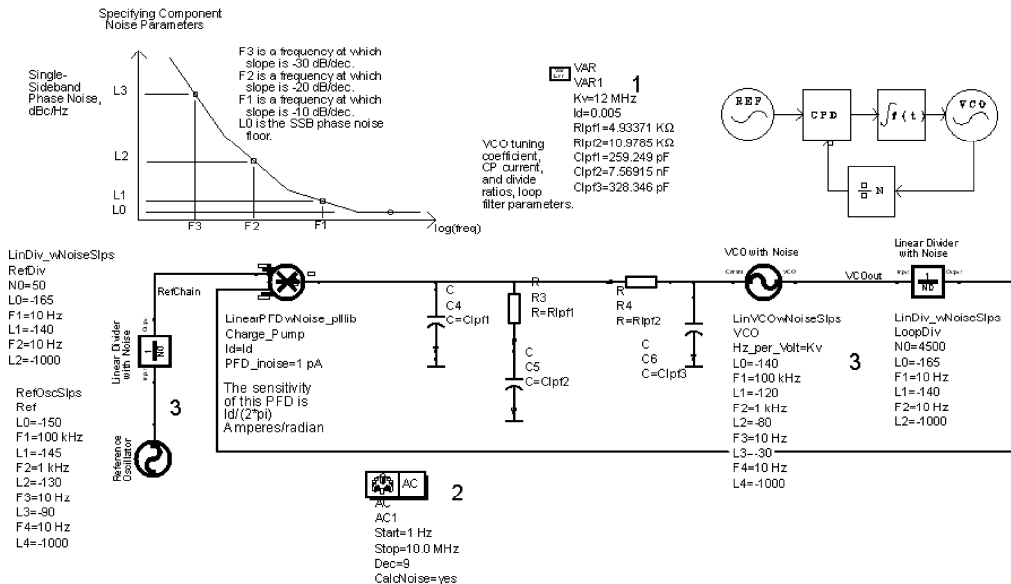 Specifying Component
Noise Parameters
Single-
Sideband
Phase Noise,
dBc/Hz
L3
L2
L1
L0
F3
F2
F1
log(freq)
F3 is a frequency at which
slope is -30 dB/dec.
F2 is a frequency at which
slope is -20 dB/dec.
F1 is a frequency at which
slope is -10 dB/dec.
L0 is the SSB phase noise
floor.
VCO tuning
coefficient,
CP current,
and divide
ratios, loop
filter parameters.
VAR
VAR1
Kv=12 MHz
Id=0.005
Rlpf1=4.93371 KΩ
Rlpf2=10.9785 KΩ
Clpf1=259.249 pF
Clpf2=7.56915 nF
Clpf3=328.346 pF
1
REF
CPD
∫f(t)
VCO
N
LinDiv_wNoiseSlps
RefDiv
N0=50
L0=-165
F1=10 Hz
L1=-140
F2=10 Hz
L2=-1000
RefChain
Linear Divider
with Noise
1
N0
RefOscSlps
Ref
L0=-150
F1=100 kHz
L1=-145
F2=1 kHz
L2=-130
F3=10 Hz
L3=-90
F4=10 Hz
L4=-1000
3
Reference
Oscillator
LinearPFDwNoise_plllib
Charge_Pump
Id=Id
PFD_inoise=1 pA
The sensitivity
of this PFD is
Id/(2*pi)
Amperes/radian
C
C4
C=Clpf1
R
R3
R=Rlpf1
C
C5
C=Clpf2
R
R4
R=Rlpf2
C
C6
C=Clpf3
VCO with Noise
VCO
VCOout
LinVCOwNoiseSlps
VCO
Hz_per_Volt=Kv
L0=-140
F1=100 kHz
L1=-120
F2=1 kHz
L2=-80
F3=10 Hz
L3=-30
F4=10 Hz
L4=-1000
3
Linear Divider
with Noise
Input
Output
1
N0
LinDiv_wNoiseSlps
LoopDiv
N0=4500
L0=-165
F1=10 Hz
L1=-140
F2=10 Hz
L2=-1000
AC
2
AC
AC1
Start=1 Hz
Stop=10.0 MHz
Dec=9
CalcNoise=yes